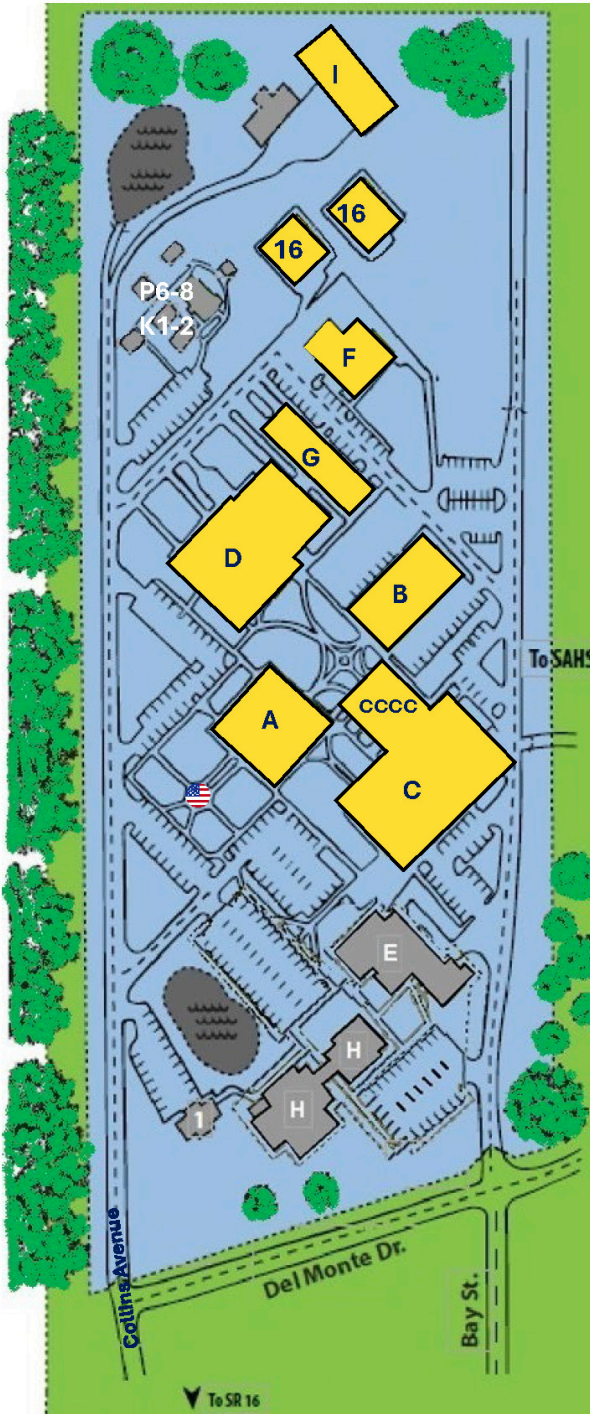 I
16
16
P6-8
K1-2
F
G
D
B
To SAHS
CCCC
A
C
E
H
H
1
Collins Avenue
Del Monte Dr.
Bay St.
To SR 16